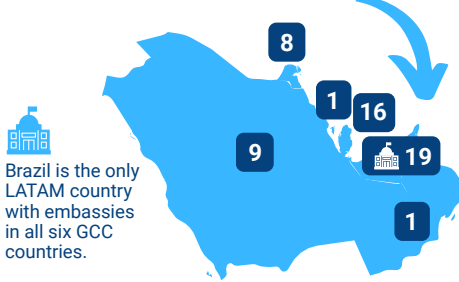 8
1
16
9
19
1
Brazil is the only
LATAM country
with embassies
in all six GCC
countries.